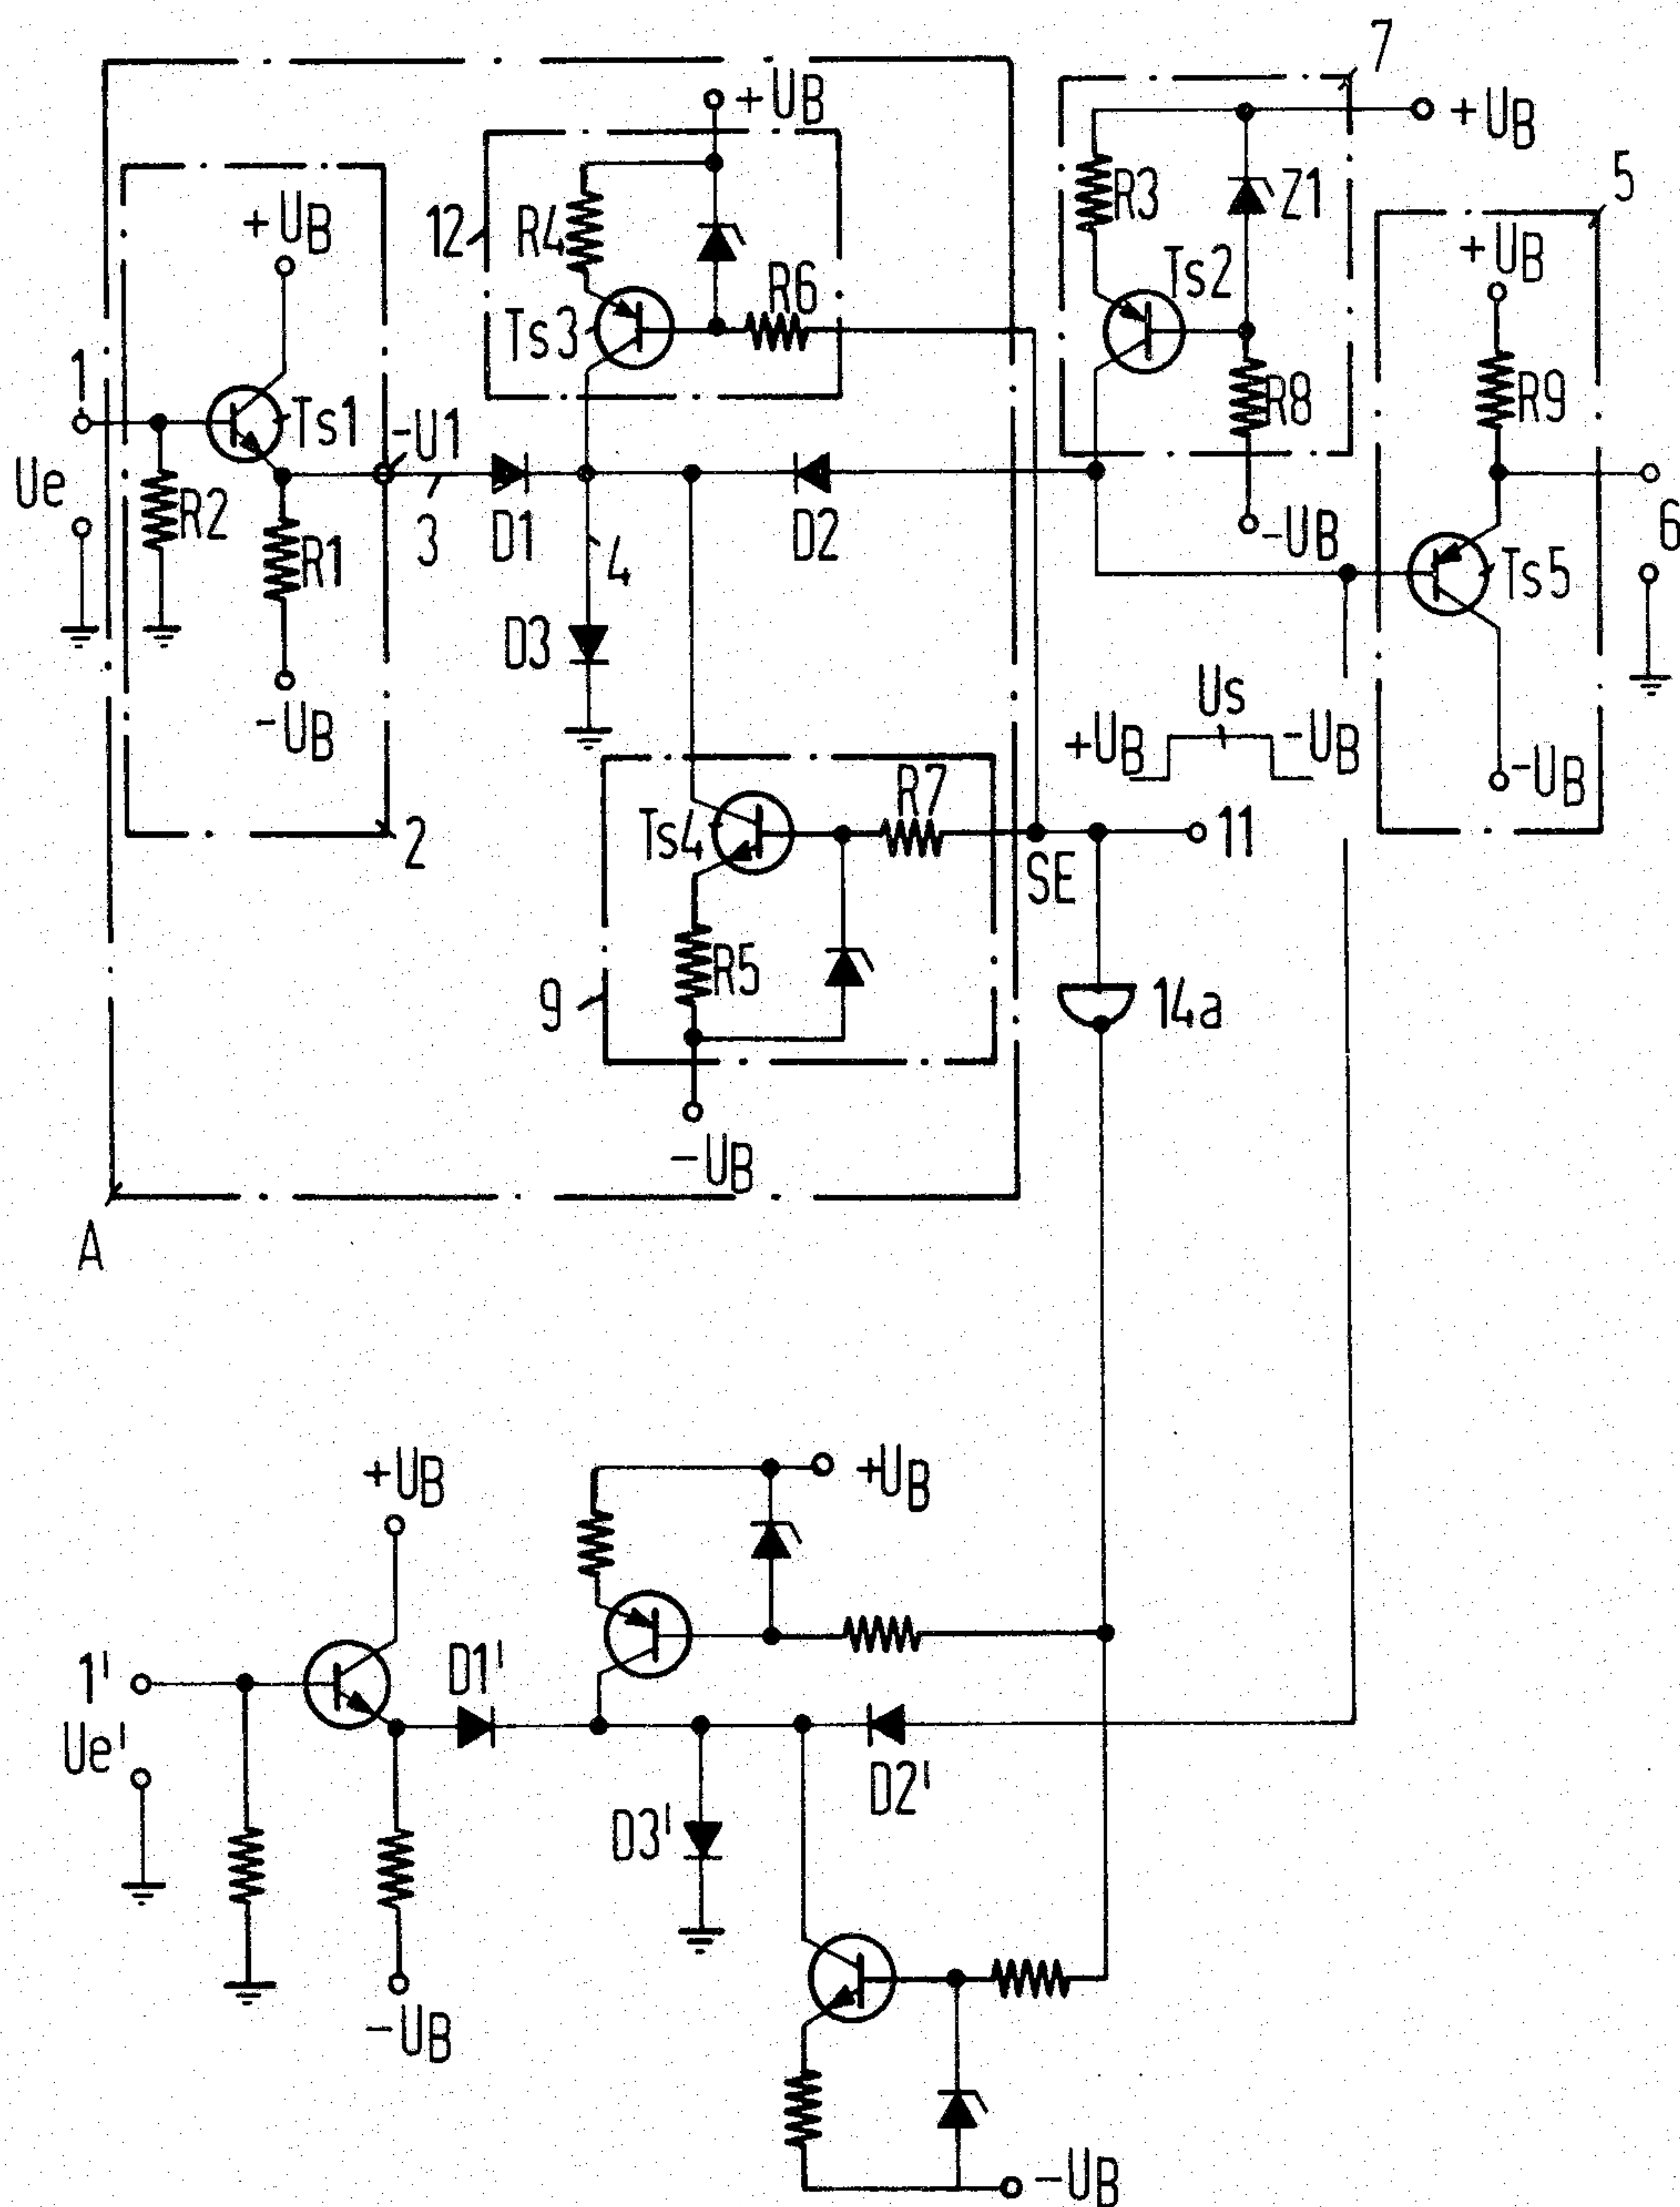 7
+UB
+UB
5
+UB
12
R4
R3
Z1
+UB
R6
Ts2
Ts3
1
Ts1
-U1
R8
R9
Ue
R2
R1
3
D1
4
D2
-UB
6
Ts5
D3
-UB
Us
+UB
-UB
-UB
R7
Ts4
2
11
SE
R5
9
14a
-UB
A
+UB
+UB
1'
D1'
Ue'
D2'
D3'
-UB
-UB